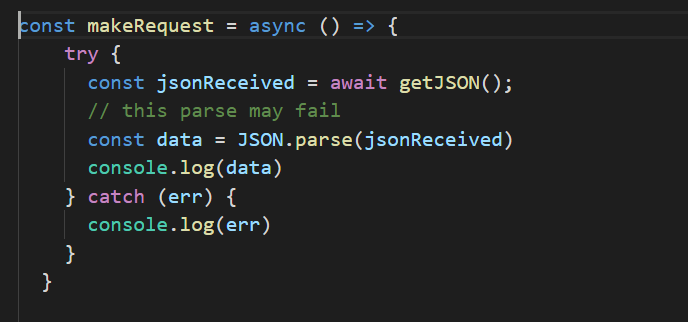 const makeRequest = async () => {
    try {
      const jsonReceived = await getJSON();
      // this parse may fail
      const data = JSON.parse(jsonReceived)
      console.log(data)
    } catch (err) {
      console.log(err)
    }
  }